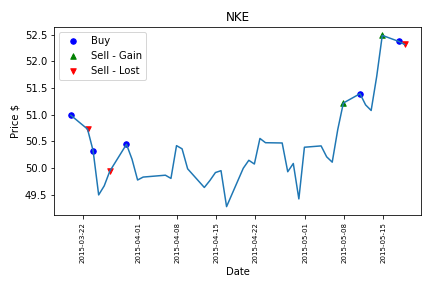 NKE
Buy
Sell - Gain
Sell - Lost
Price $
52.5
52.0
51.5
51.0
50.5
50.0
49.5
2015-03-22
2015-04-01
2015-04-08
2015-04-15
2015-04-22
2015-05-01
2015-05-08
2015-05-15
Date